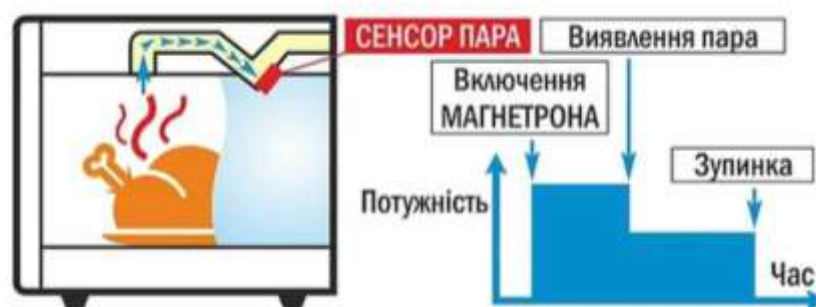 СЕНСОР ПАРА
Виявлення пара
Включення
МАГНЕТРОНА
Зупинка
Потужність
Час